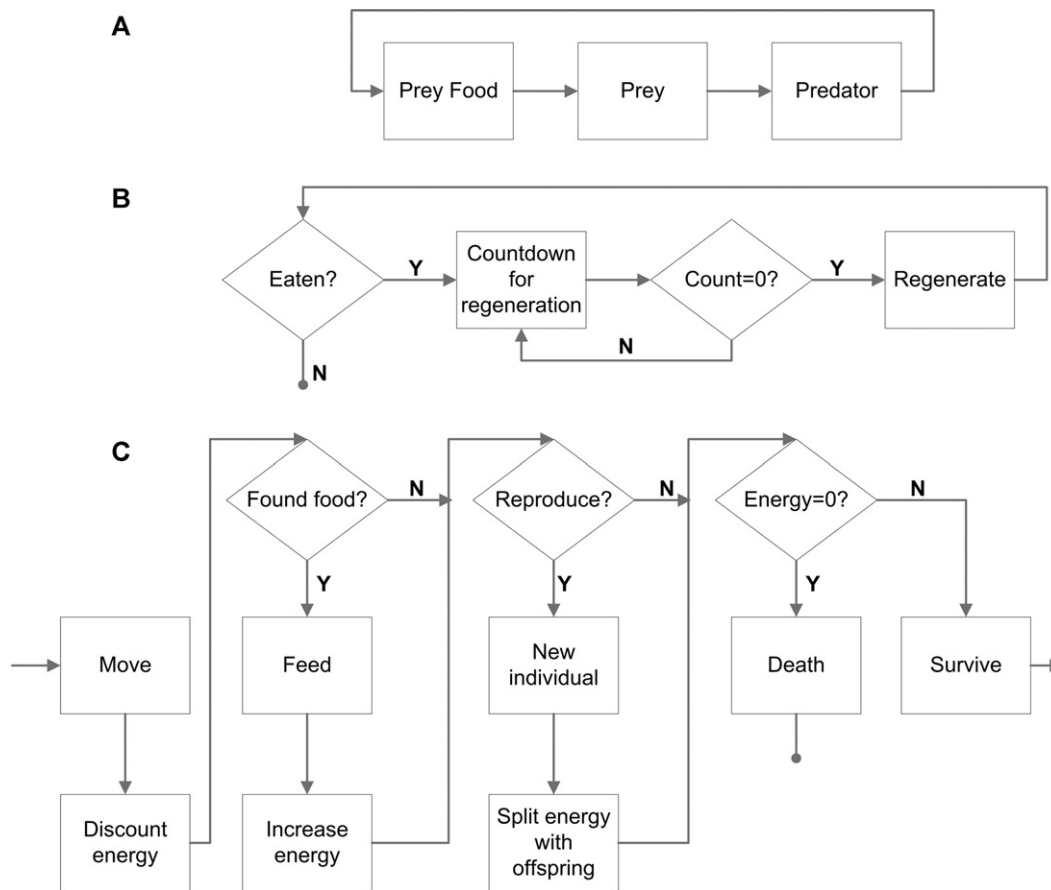 A
Prey Food
Prey
Predator
B
Eaten?
Y
Countdown
for
regeneration
Count=0?
Y
Regenerate
N
N
C
Found food?
N
Reproduce?
N
Energy=0?
N
Y
Y
Y
Move
Feed
New
individual
Death
Survive
Discount
energy
Increase
energy
Split energy
with
offspring